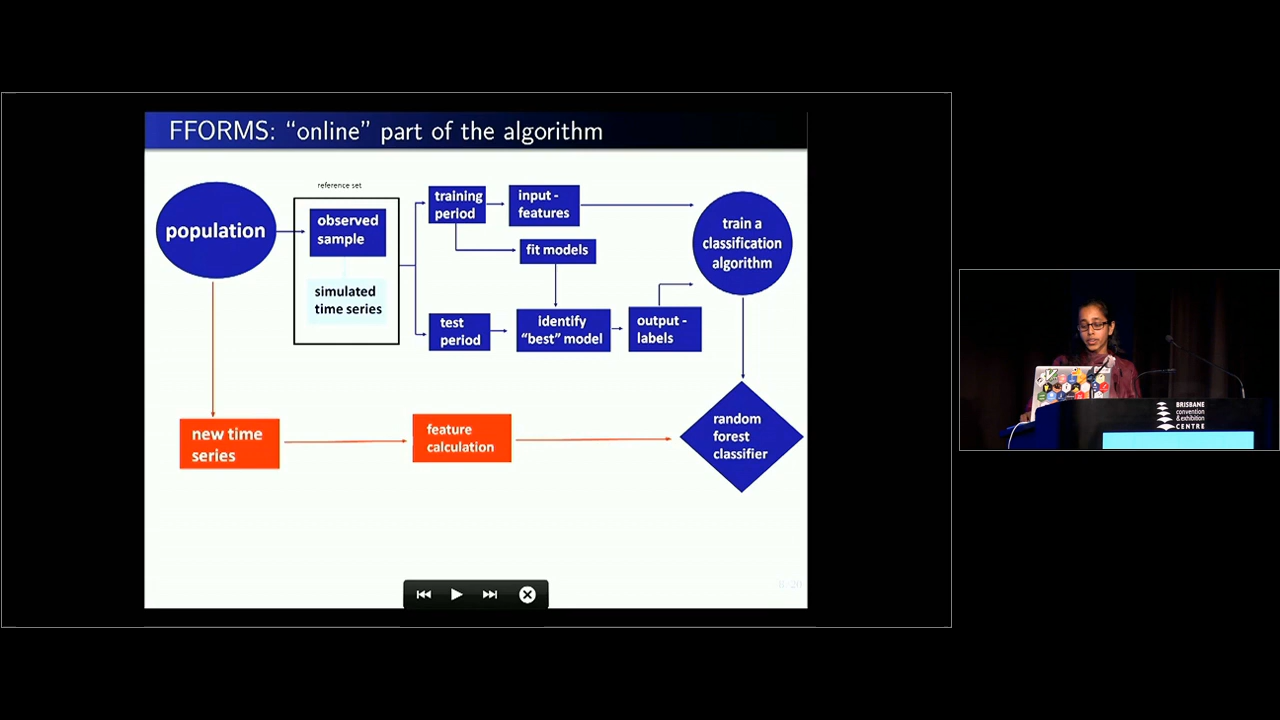 FFORMS: “online” part of the algorithm
reference set
population
observed
sample
simulated
time series
training
period
input -
features
fit models
test
period
identify
“best” model
output -
labels
train a
classification
algorithm
new time
series
feature
calculation
random
forest
classifier
BRISBANE
convention
& exhibition
CENTRE